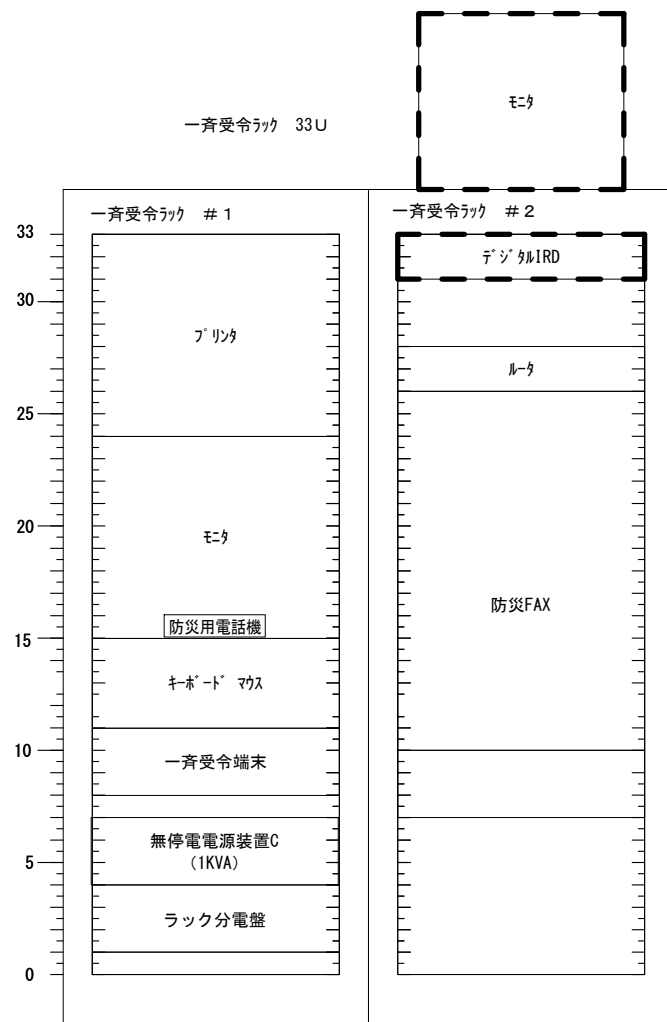 ﾓﾆﾀ
一斉受令ﾗｯｸ　33U
一斉受令ﾗｯｸ　＃１
一斉受令ﾗｯｸ　＃２
33
ﾃﾞｼﾞﾀﾙIRD
30
ﾌﾟﾘﾝﾀ
ﾙｰﾀ
25
20
ﾓﾆﾀ
防災FAX
防災用電話機
15
ｷｰﾎﾞｰﾄﾞ ﾏｳｽ
10
一斉受令端末
無停電電源装置C
5
(1KVA)
ラック分電盤
0